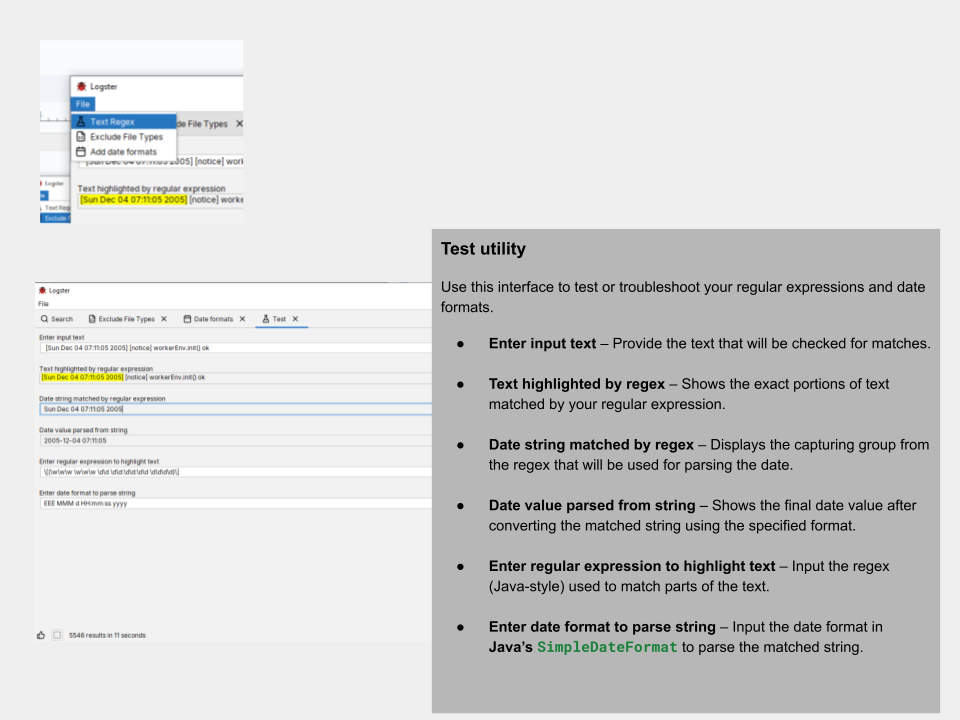 Logster
File
Text Regex
de File Types ✕
Exclude File Types
Add date formats
[Sun Dec 04 07:11:05 2005] [notice] work
Text highlighted by regular expression
[Sun Dec 04 07:11:05 2005] [notice] worke
Logster
Text Reg
Exclude F
Logster
File
Search Exclude File Types ✕ Date formats ✕ Test ✕
Enter input text
[Sun Dec 04 07:11:05 2005] [notice] workerEnv.init() ok
Text highlighted by regular expression
[Sun Dec 04 07:11:05 2005] [notice] workerEnv.init() ok
Date string matched by regular expression
Sun Dec 04 07:11:05 2005
Date value parsed from string
2005-12-04 07:11:05
Enter regular expression to highlight text
\[(\w\w\w \w\w\w \d\d \d\d:\d\d:\d\d \d\d\d\d)\]
Enter date format to parse string
EEE MMM d HH:mm:ss yyyy
5546 results in 11 seconds
Test utility
Use this interface to test or troubleshoot your regular expressions and date
formats.
● Enter input text – Provide the text that will be checked for matches.
● Text highlighted by regex – Shows the exact portions of text
matched by your regular expression.
● Date string matched by regex – Displays the capturing group from
the regex that will be used for parsing the date.
● Date value parsed from string – Shows the final date value after
converting the matched string using the specified format.
● Enter regular expression to highlight text – Input the regex
(Java-style) used to match parts of the text.
● Enter date format to parse string – Input the date format in
Java's SimpleDateFormat to parse the matched string.